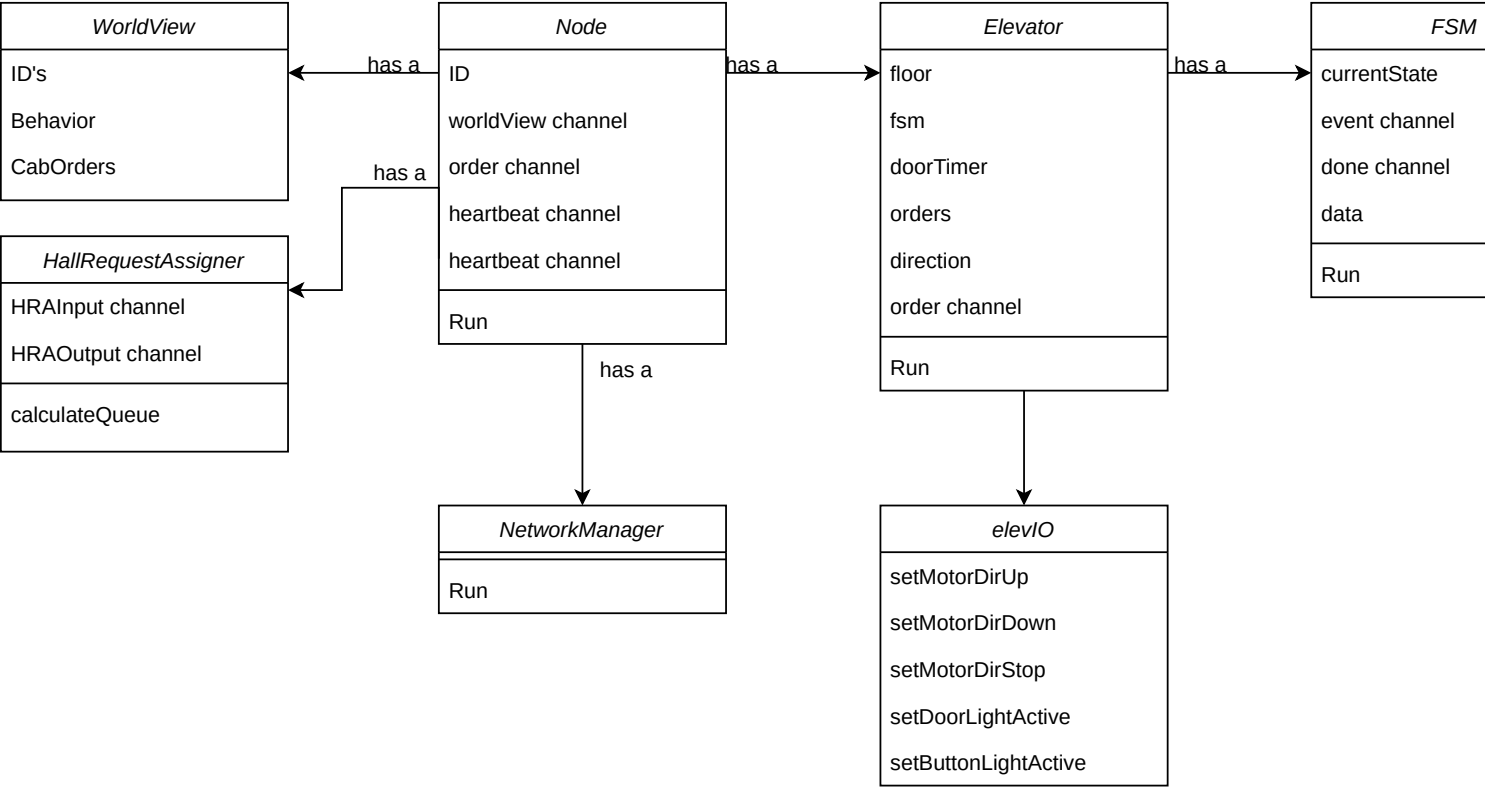 WorldView
ID's
Behavior
CabOrders
has a
Node
ID
worldView channel
order channel
heartbeat channel
heartbeat channel
Run
has a
Elevator
floor
fsm
doorTimer
orders
direction
order channel
Run
has a
FSM
currentState
event channel
done channel
data
Run
has a
HallRequestAssigner
HRAInput channel
HRAOutput channel
calculateQueue
has a
NetworkManager
Run
elevIO
setMotorDirUp
setMotorDirDown
setMotorDirStop
setDoorLightActive
setButtonLightActive